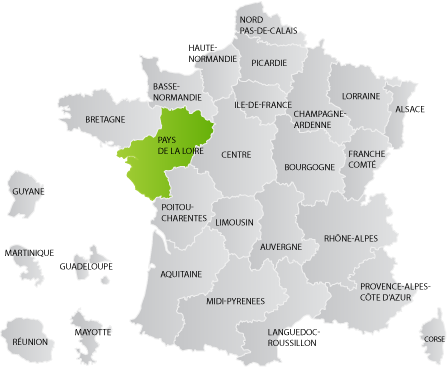 NORD
PAS-DE-CALAIS
HAUTE-
NORMANDIE
PICARDIE
BASSE-
NORMANDIE
ILE-DE-FRANCE
LORRAINE
ALSACE
CHAMPAGNE-
ARDENNE
BRETAGNE
PAYS
DE LA LOIRE
CENTRE
BOURGOGNE
FRANCHE
COMTÉ
GUYANE
POITOU-
CHARENTES
LIMOUSIN
AUVERGNE
RHÔNE-ALPES
MARTINIQUE
GUADELOUPE
AQUITAINE
MIDI-PYRENEES
PROVENCE-ALPES-
CÔTE D'AZUR
RÉUNION
MAYOTTE
LANGUEDOC-
ROUSSILLON
CORSE